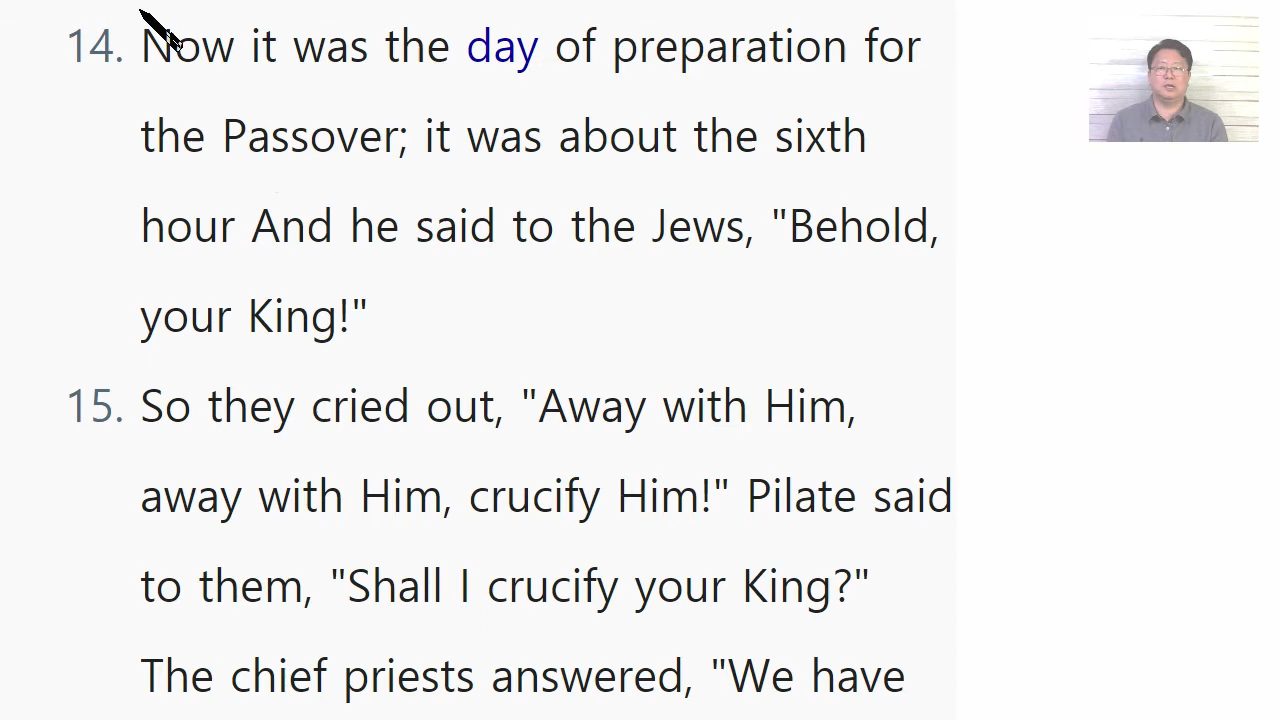 14. Now it was the day of preparation for
the Passover; it was about the sixth
hour And he said to the Jews, "Behold,
your King!"
15. So they cried out, "Away with Him,
away with Him, crucify Him!" Pilate said
to them, "Shall I crucify your King?"
The chief priests answered, "We have